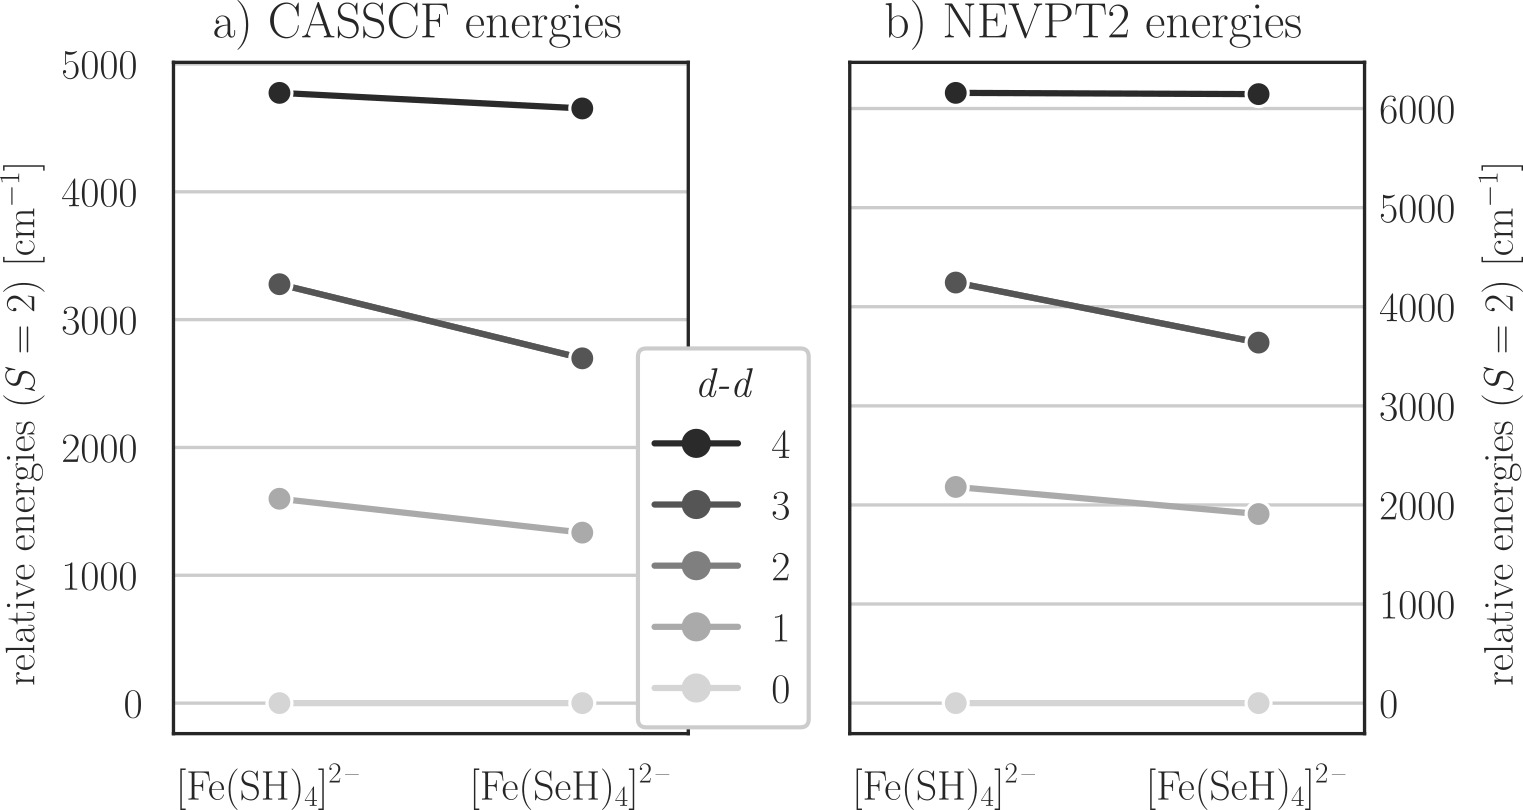 a) CASSCF energies
b) NEVPT2 energies
relative energies (S = 2) [cm⁻¹]
5000
4000
3000
2000
1000
0
d-d
4
3
2
1
0
6000
5000
4000
3000
2000
1000
0
relative energies (S = 2) [cm⁻¹]
[Fe(SH)₄]²⁻
[Fe(SeH)₄]²⁻
[Fe(SH)₄]²⁻
[Fe(SeH)₄]²⁻